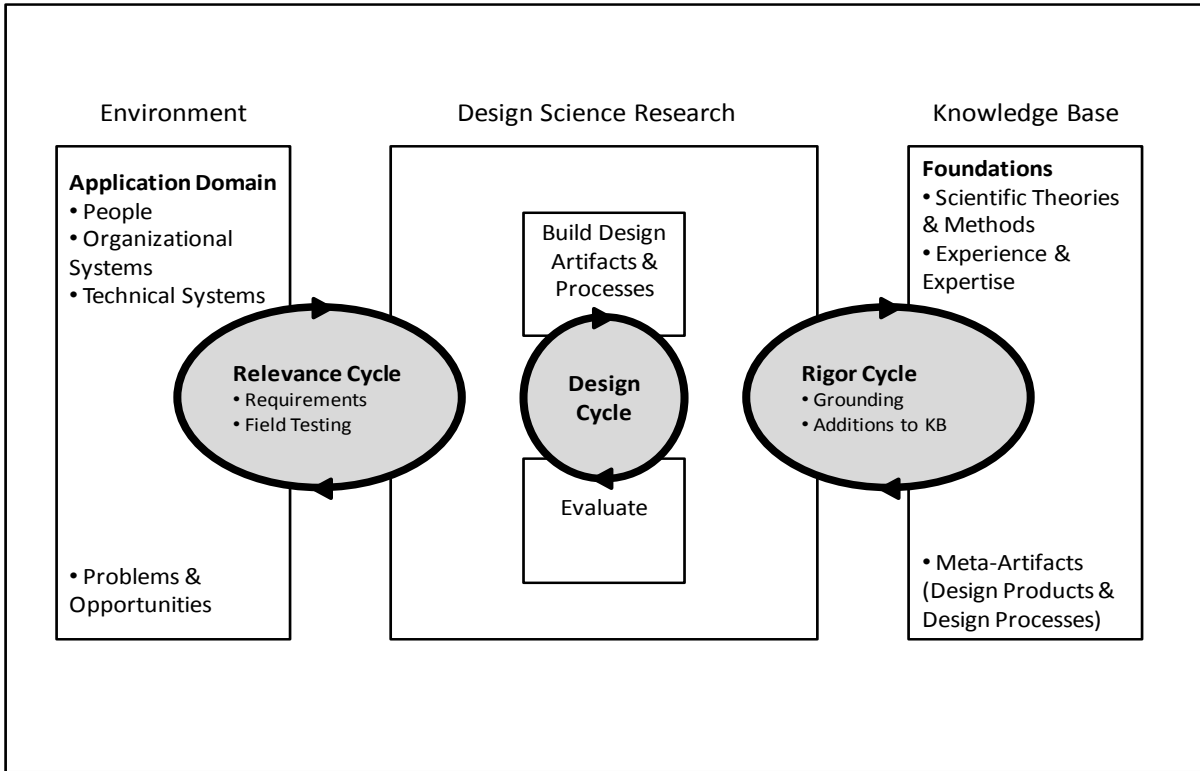 Environment
Design Science Research
Knowledge Base
Application Domain
• People
• Organizational
Systems
• Technical Systems
• Problems &
Opportunities
Relevance Cycle
• Requirements
• Field Testing
Build Design
Artifacts &
Processes
Design
Cycle
Evaluate
Rigor Cycle
• Grounding
• Additions to KB
Foundations
• Scientific Theories
& Methods
• Experience &
Expertise
• Meta-Artifacts
(Design Products &
Design Processes)